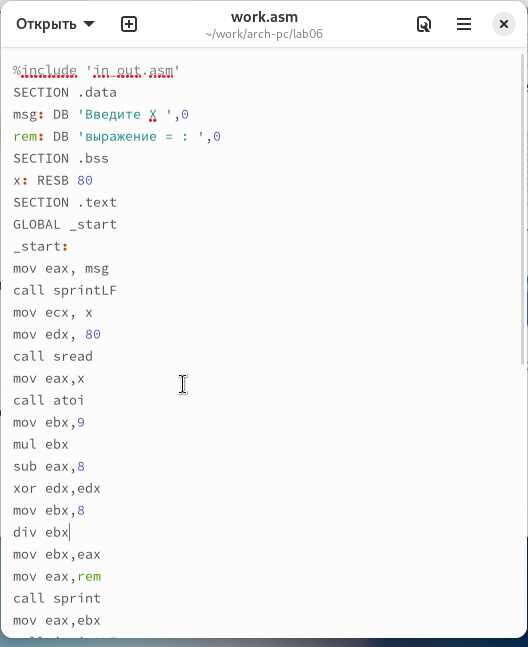 Открыть
work.asm
~/work/arch-pc/lab06
%include 'in_out.asm'
SECTION .data
msg: DB 'Введите X ',0
rem: DB 'выражение = : ',0
SECTION .bss
x: RESB 80
SECTION .text
GLOBAL _start
_start:
mov eax, msg
call sprintLF
mov ecx, x
mov edx, 80
call sread
mov eax,x
call atoi
mov ebx,9
mul ebx
sub eax,8
xor edx,edx
mov ebx,8
div ebx
mov ebx,eax
mov eax,rem
call sprint
mov eax,ebx